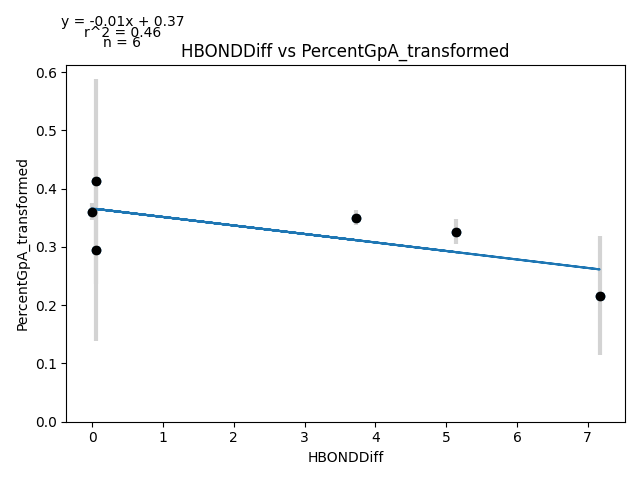 y = -0.01x + 0.37
r^2 = 0.46
n = 6
HBONDDiff vs PercentGpA_transformed
PercentGpA_transformed
0.6
0.5
0.4
0.3
0.2
0.1
0.0
0 1 2 3 4 5 6 7
HBONDDiff